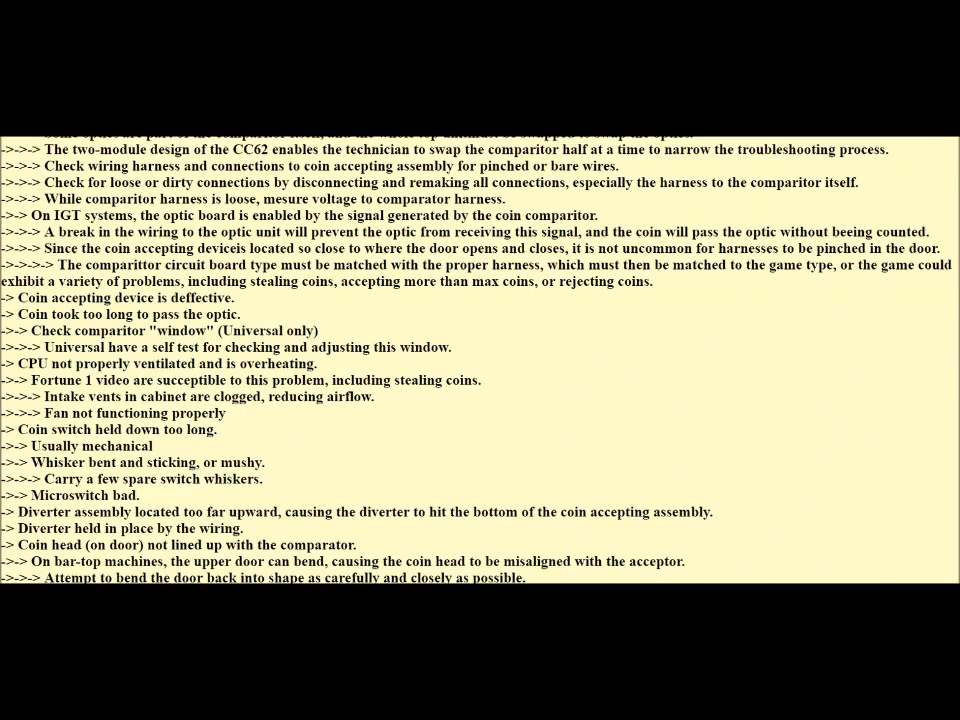 ->->-> The two-module design of the CC62 enables the technician to swap the comparitor half at a time to narrow the troubleshooting process.
->->-> Check wiring harness and connections to coin accepting assembly for pinched or bare wires.
->->-> Check for loose or dirty connections by disconnecting and remaking all connections, especially the harness to the comparitor itself.
->->-> While comparitor harness is loose, mesure voltage to comparator harness.
->-> On IGT systems, the optic board is enabled by the signal generated by the coin comparitor.
->->-> A break in the wiring to the optic unit will prevent the optic from receiving this signal, and the coin will pass the optic without beeing counted.
->->-> Since the coin accepting deviceis located so close to where the door opens and closes, it is not uncommon for harnesses to be pinched in the door.
->->->-> The comparittor circuit board type must be matched with the proper harness, which must then be matched to the game type, or the game could
exhibit a variety of problems, including stealing coins, accepting more than max coins, or rejecting coins.
-> Coin accepting device is deffective.
-> Coin took too long to pass the optic.
->-> Check comparitor "window" (Universal only)
->->-> Universal have a self test for checking and adjusting this window.
-> CPU not properly ventilated and is overheating.
->-> Fortune 1 video are succeptible to this problem, including stealing coins.
->->-> Intake vents in cabinet are clogged, reducing airflow.
->->-> Fan not functioning properly
-> Coin switch held down too long.
->-> Usually mechanical
->-> Whisker bent and sticking, or mushy.
->->-> Carry a few spare switch whiskers.
->-> Microswitch bad.
-> Diverter assembly located too far upward, causing the diverter to hit the bottom of the coin accepting assembly.
-> Diverter held in place by the wiring.
-> Coin head (on door) not lined up with the comparator.
->-> On bar-top machines, the upper door can bend, causing the coin head to be misaligned with the acceptor.
->->-> Attempt to bend the door back into shape as carefully and closely as possible.